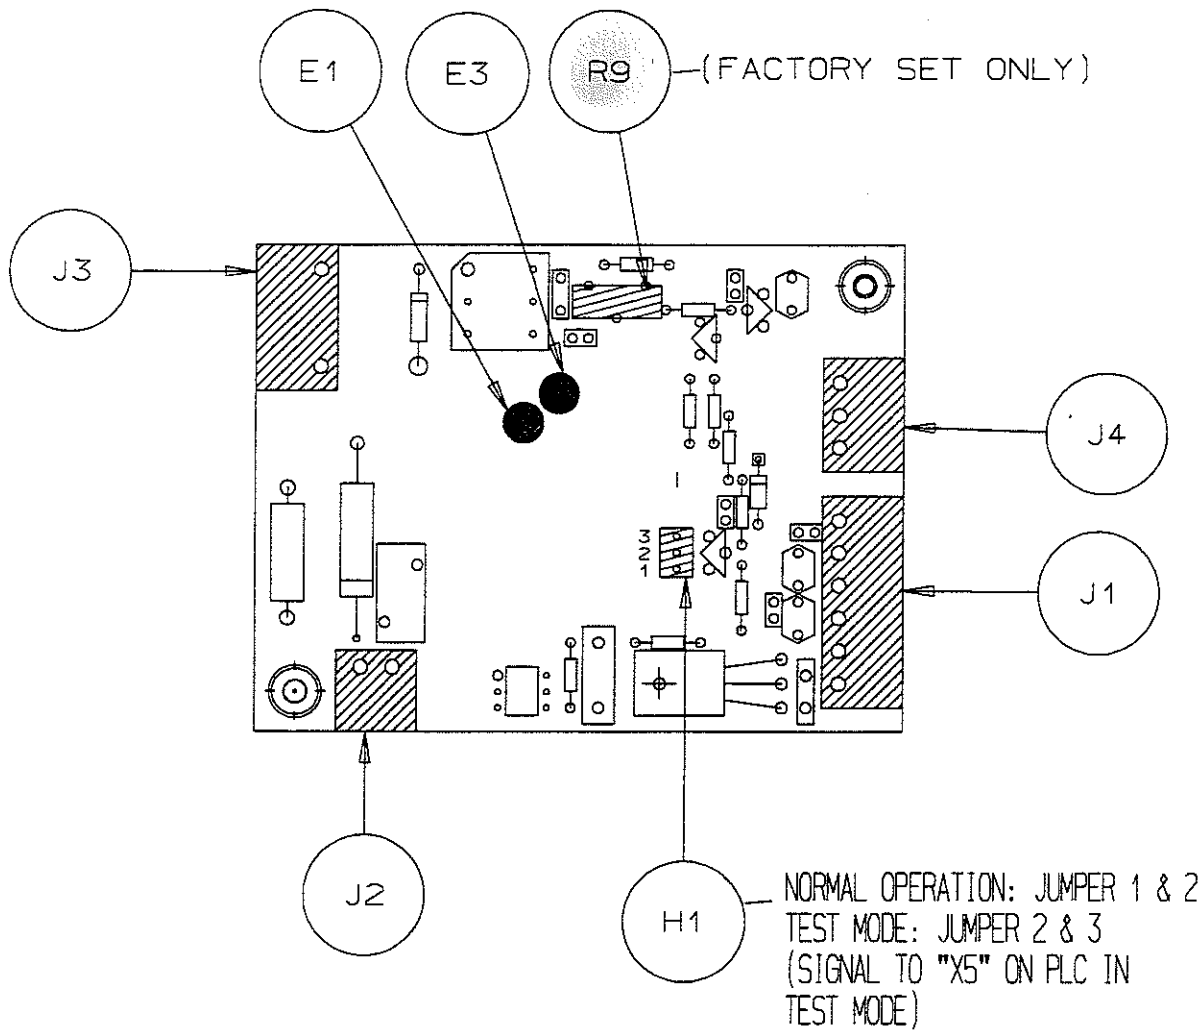 E1
E3
R9
(FACTORY SET ONLY)
J3
J4
3
2
1
J1
J2
H1
NORMAL OPERATION: JUMPER 1 & 2
TEST MODE: JUMPER 2 & 3
(SIGNAL TO "X5" ON PLC IN
TEST MODE)